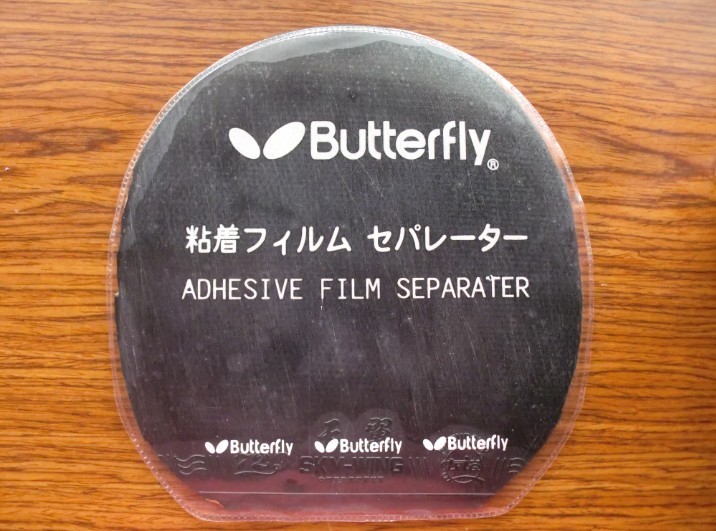 Butterfly®
粘着フィルム セパレーター
ADHESIVE FILM SEPARATER
Butterfly Butterfly Butterfly